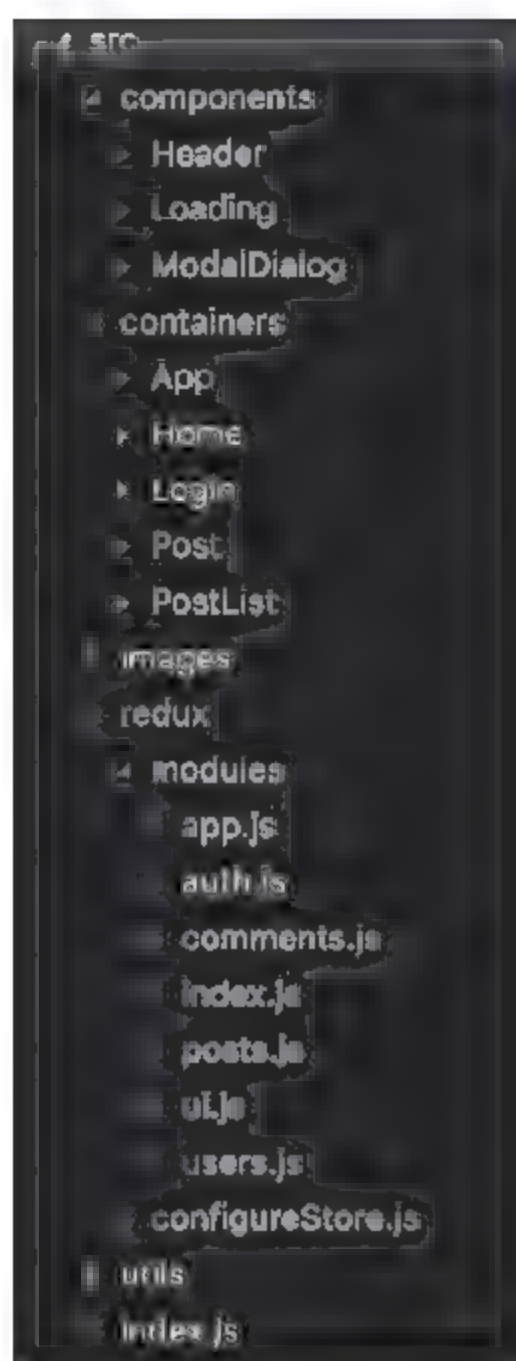 src
components
Header
Loading
ModalDialog
containers
App
Home
Login
Post
PostList
images
redux
modules
app.js
auth.js
comments.js
index.js
posts.js
ui.js
users.js
configureStore.js
utils
index.js